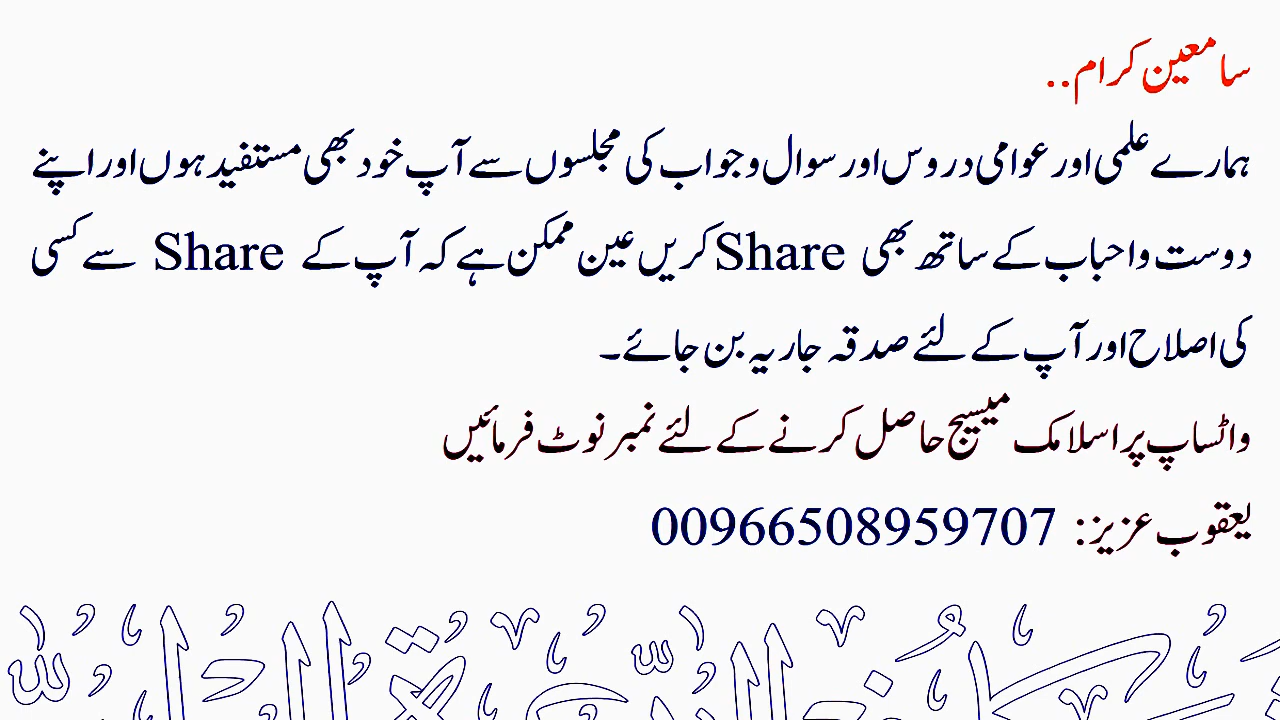 سامعین کرام..
ہمارے علمی اور عوامی دروس اور سوال و جواب کی مجلسوں سے آپ خود بھی مستفید ہوں اور اپنے
دوست و احباب کے ساتھ بھی Share کریں عین ممکن ہے کہ آپ کے Share سے کسی
کی اصلاح اور آپ کے لئے صدقہ جاریہ بن جائے۔
واٹساپ پر اسلامک میسیج حاصل کرنے کے لئے نمبر نوٹ فرمائیں
یعقوب عزیز: 00966508959707